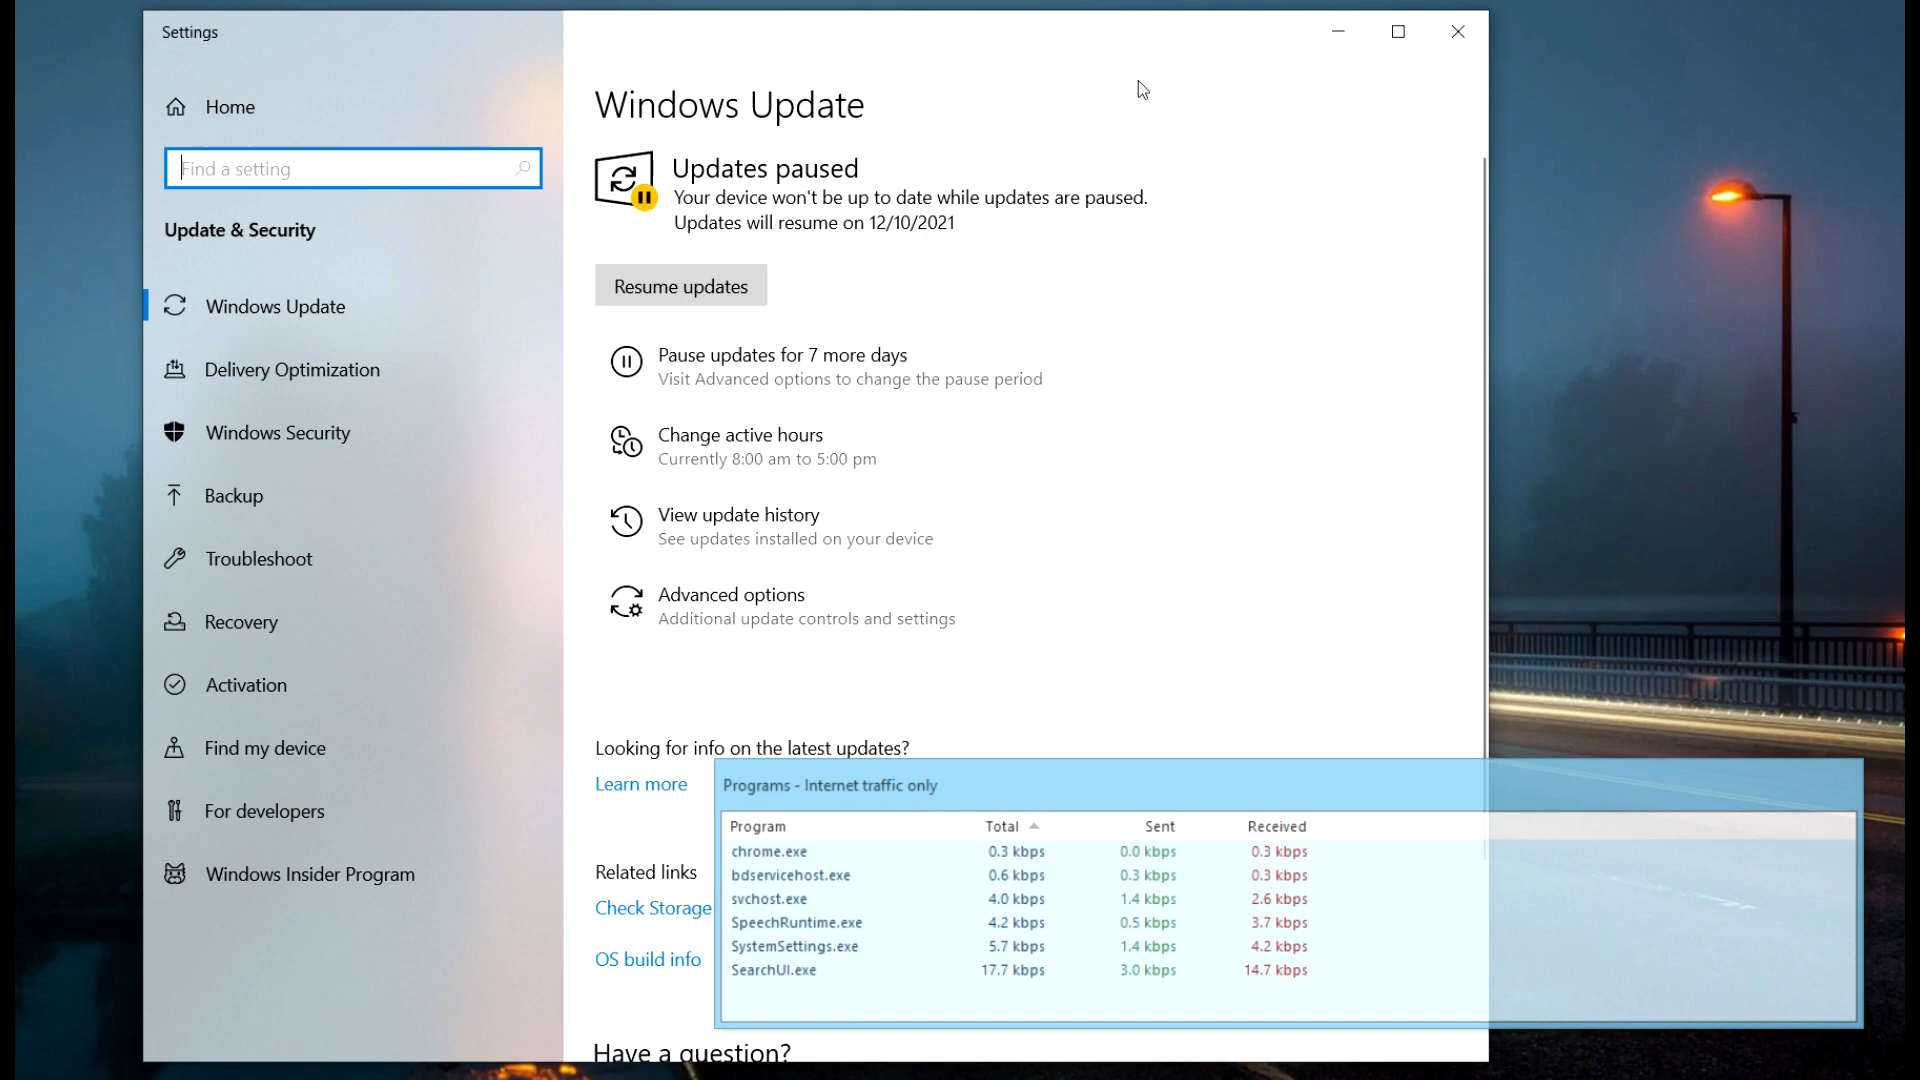 Settings
Home
Find a setting
Update & Security
Windows Update
Delivery Optimization
Windows Security
Backup
Troubleshoot
Recovery
Activation
Find my device
For developers
Windows Insider Program
Windows Update
Updates paused
Your device won't be up to date while updates are paused.
Updates will resume on 12/10/2021
Resume updates
Pause updates for 7 more days
Visit Advanced options to change the pause period
Change active hours
Currently 8:00 am to 5:00 pm
View update history
See updates installed on your device
Advanced options
Additional update controls and settings
Looking for info on the latest updates?
Learn more
Related links
Check Storage
OS build info
Have a question?
Programs - Internet traffic only
Program Total Sent Received
chrome.exe 0.3 kbps 0.0 kbps 0.3 kbps
bdservicehost.exe 0.6 kbps 0.3 kbps 0.3 kbps
svchost.exe 4.0 kbps 1.4 kbps 2.6 kbps
SpeechRuntime.exe 4.2 kbps 0.5 kbps 3.7 kbps
SystemSettings.exe 5.7 kbps 1.4 kbps 4.2 kbps
SearchUI.exe 17.7 kbps 3.0 kbps 14.7 kbps